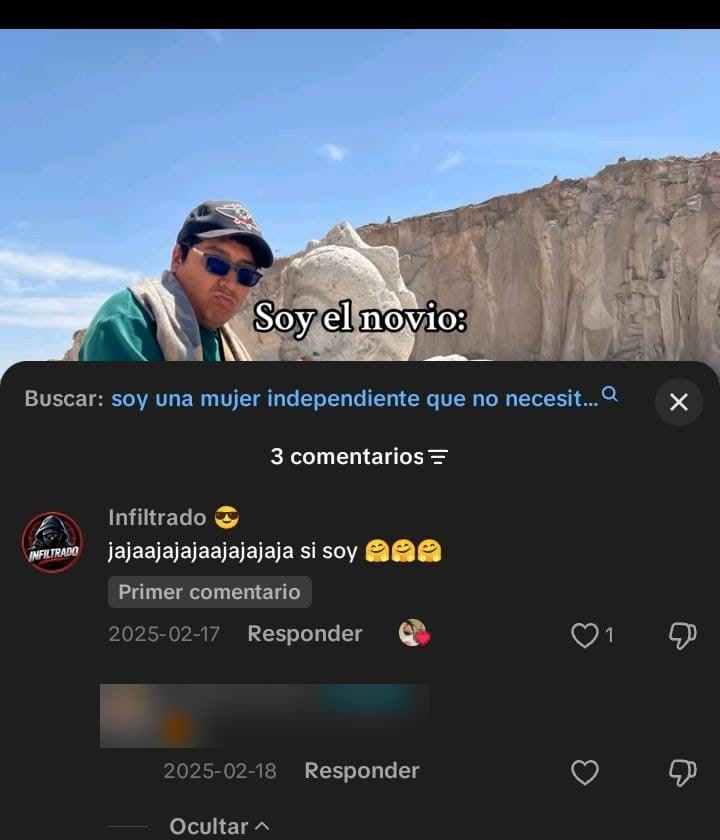 Soy el novio:
Buscar: soy una mujer independiente que no necesit...
3 comentarios
Infiltrado 😎
INFILTRADO
jajaajajajaajajajaja si soy 🤗🤗🤗
Primer comentario
2025-02-17 Responder 1
2025-02-18 Responder
Ocultar